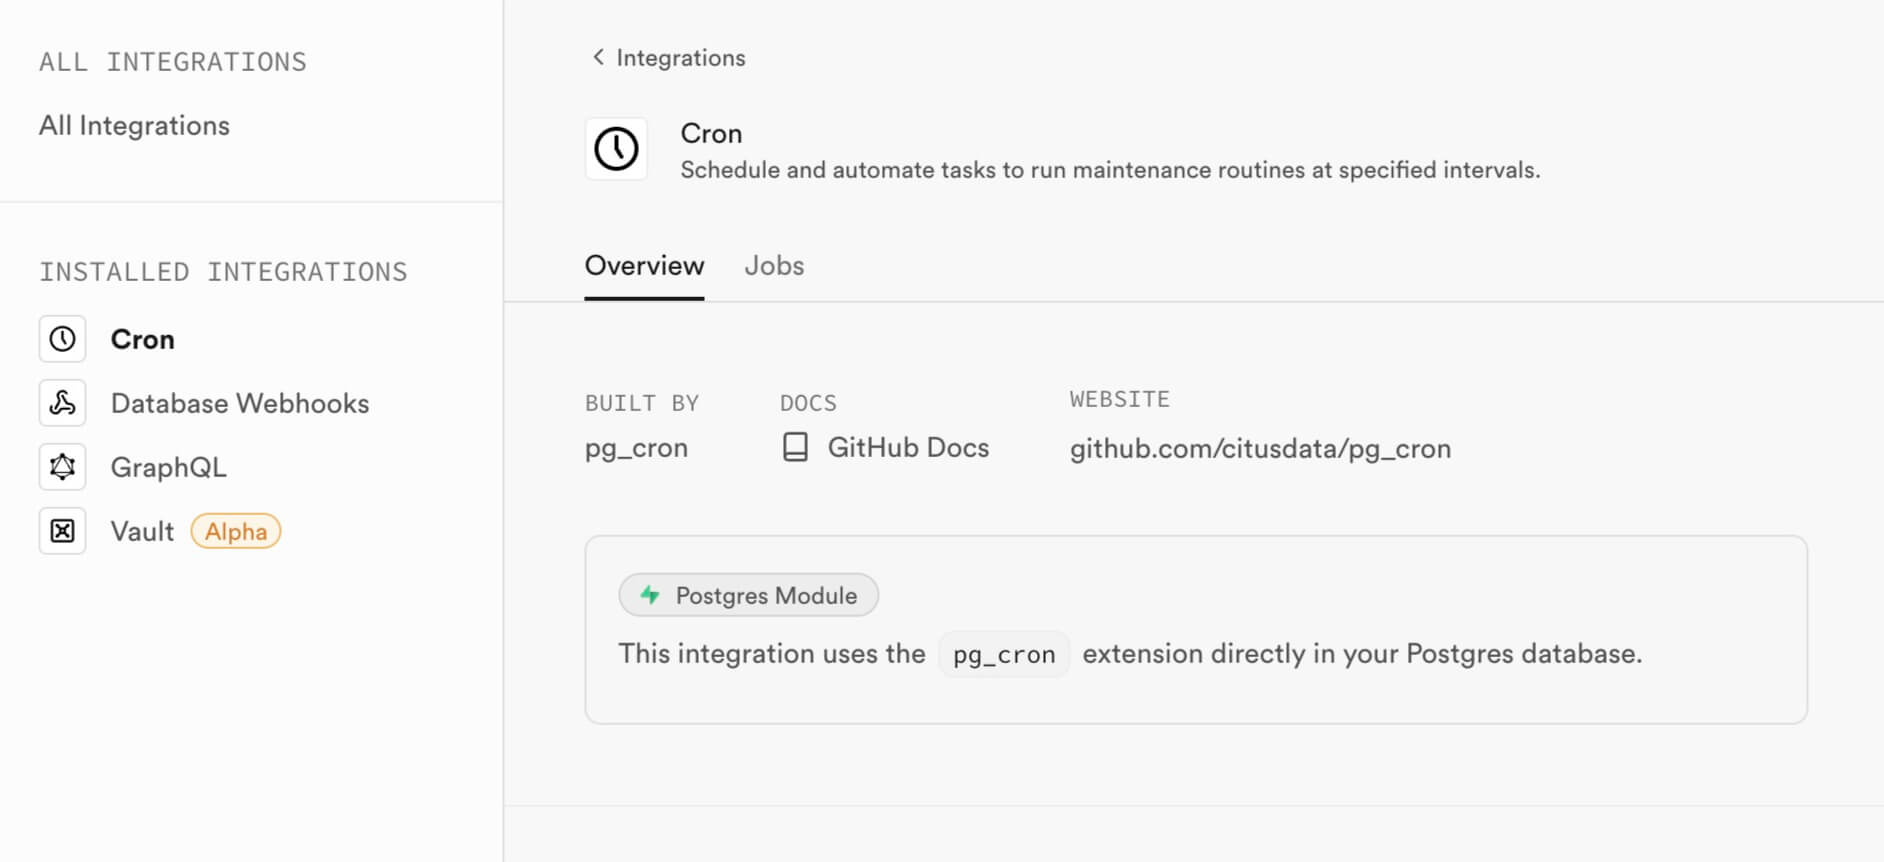 ALL INTEGRATIONS
All Integrations
INSTALLED INTEGRATIONS
Cron
Database Webhooks
GraphQL
Vault Alpha
Integrations
Cron
Schedule and automate tasks to run maintenance routines at specified intervals.
Overview Jobs
BUILT BY DOCS WEBSITE
pg_cron GitHub Docs github.com/citusdata/pg_cron
Postgres Module
This integration uses the pg_cron extension directly in your Postgres database.